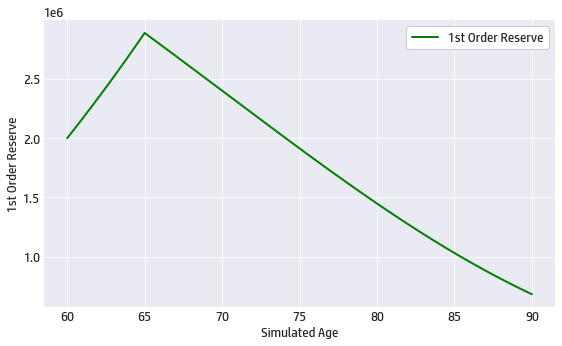 1e6
1st Order Reserve
2.5
2.0
1.5
1.0
1st Order Reserve
60 65 70 75 80 85 90
Simulated Age